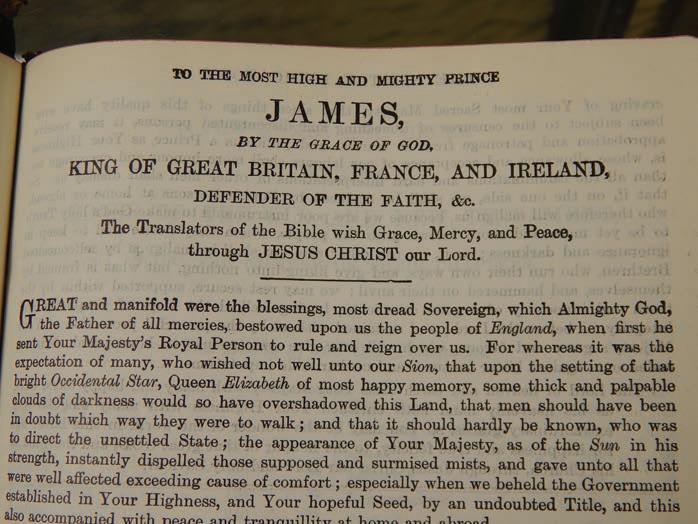 TO THE MOST HIGH AND MIGHTY PRINCE
JAMES,
BY THE GRACE OF GOD,
KING OF GREAT BRITAIN, FRANCE, AND IRELAND,
DEFENDER OF THE FAITH, &c.
The Translators of the Bible wish Grace, Mercy, and Peace,
through JESUS CHRIST our Lord.
GREAT and manifold were the blessings, most dread Sovereign, which Almighty God,
the Father of all mercies, bestowed upon us the people of England, when first he
sent Your Majesty's Royal Person to rule and reign over us. For whereas it was the
expectation of many, who wished not well unto our Sion, that upon the setting of that
bright Occidental Star, Queen Elizabeth of most happy memory, some thick and palpable
clouds of darkness would so have overshadowed this Land, that men should have been
in doubt which way they were to walk; and that it should hardly be known, who was
to direct the unsettled State; the appearance of Your Majesty, as of the Sun in his
strength, instantly dispelled those supposed and surmised mists, and gave unto all that
were well affected exceeding cause of comfort; especially when we beheld the Government
established in Your Highness, and Your hopeful Seed, by an undoubted Title, and this
also accompanied with peace and tranquillity at home and abroad.